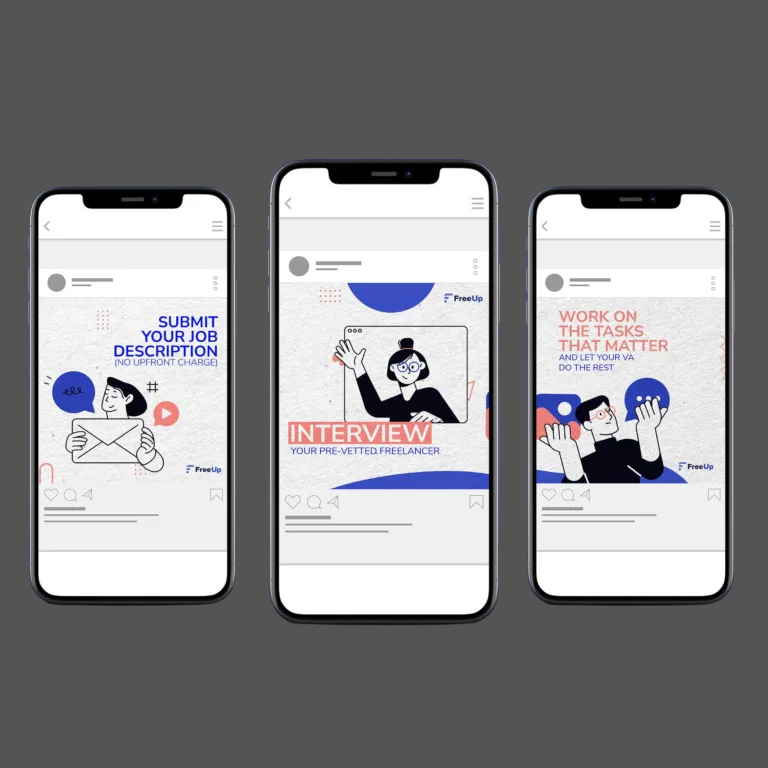 SUBMIT
YOUR JOB
DESCRIPTION
(NO UPFRONT CHARGE)
#
FreeUp
FreeUp
INTERVIEW
YOUR PRE-VETTED FREELANCER
WORK ON
THE TASKS
THAT MATTER
AND LET YOUR VA
DO THE REST
FreeUp